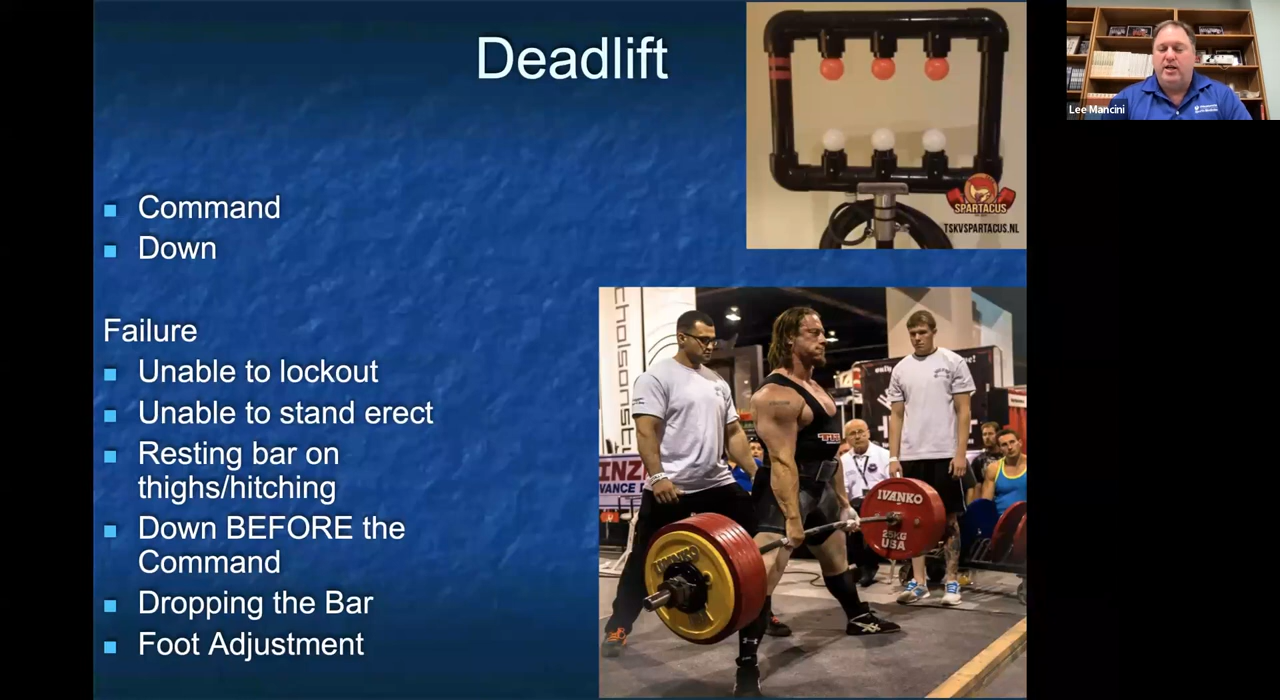 Deadlift
Command
Down
Failure
Unable to lockout
Unable to stand erect
Resting bar on
thighs/hitching
Down BEFORE the
Command
Dropping the Bar
Foot Adjustment
SPARTACUS
TSKVSPARTACUS.NL
IVANKO
25KG
USA
IVANKO
Lee Mancini